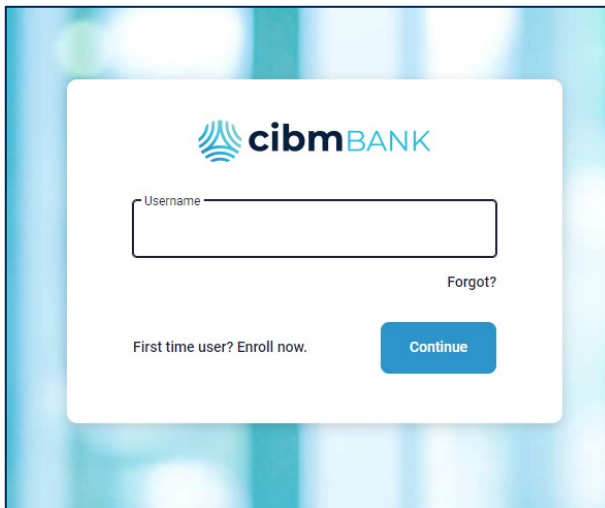 cibmBANK
Username
Forgot?
First time user? Enroll now.
Continue